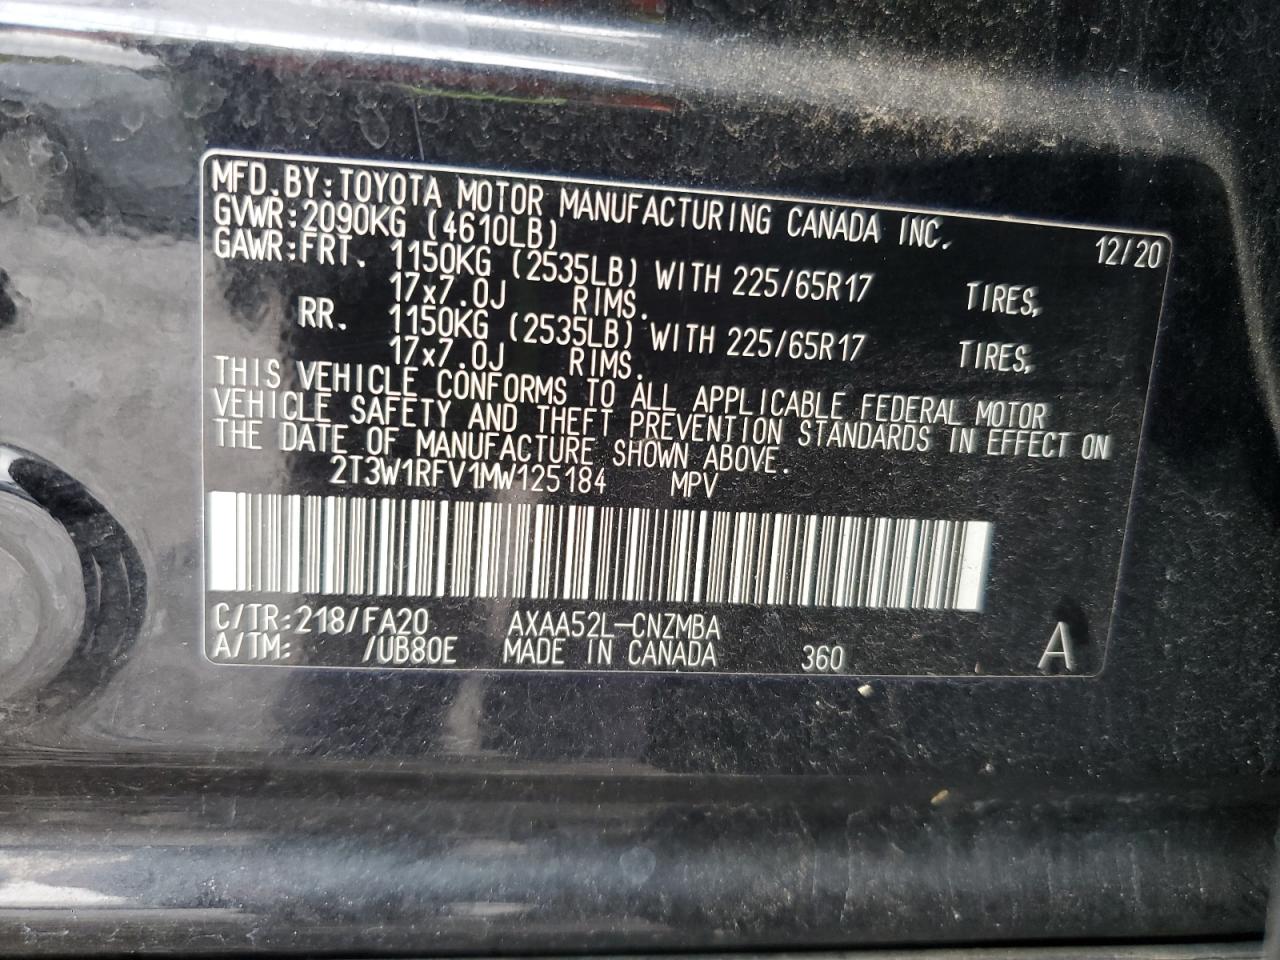 MFD.BY:TOYOTA MOTOR MANUFACTURING CANADA INC. 12/20
GVWR:2090KG (4610LB)
GAWR:FRT. 1150KG (2535LB) WITH 225/65R17 TIRES,
17x7.0J RIMS.
RR. 1150KG (2535LB) WITH 225/65R17 TIRES,
17x7.0J RIMS.
THIS VEHICLE CONFORMS TO ALL APPLICABLE FEDERAL MOTOR
VEHICLE SAFETY AND THEFT PREVENTION STANDARDS IN EFFECT ON
THE DATE OF MANUFACTURE SHOWN ABOVE.
2T3W1RFV1MW125184 MPV
C/TR:218/FA20 AXAA52L-CNZMBA
A/TM: /UB80E MADE IN CANADA 360 A